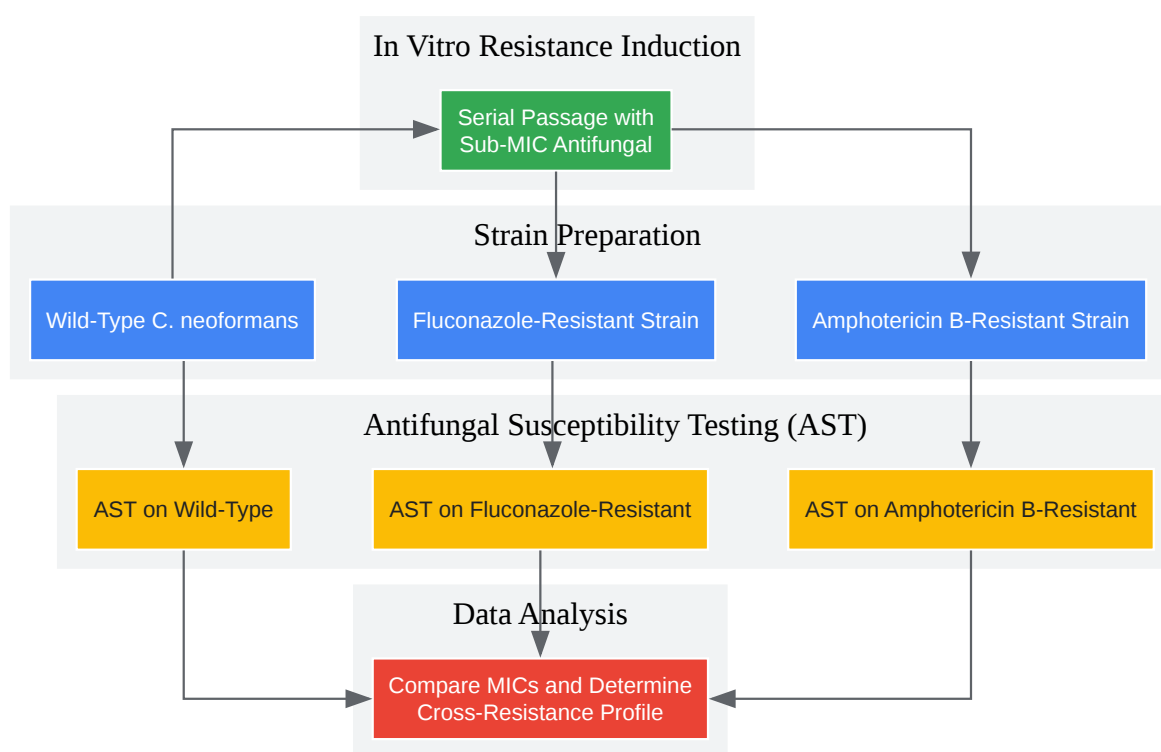 In Vitro Resistance Induction
Serial Passage with
Sub-MIC Antifungal
Strain Preparation
Wild-Type C. neoformans
Fluconazole-Resistant Strain
Amphotericin B-Resistant Strain
Antifungal Susceptibility Testing (AST)
AST on Wild-Type
AST on Fluconazole-Resistant
AST on Amphotericin B-Resistant
Data Analysis
Compare MICs and Determine
Cross-Resistance Profile